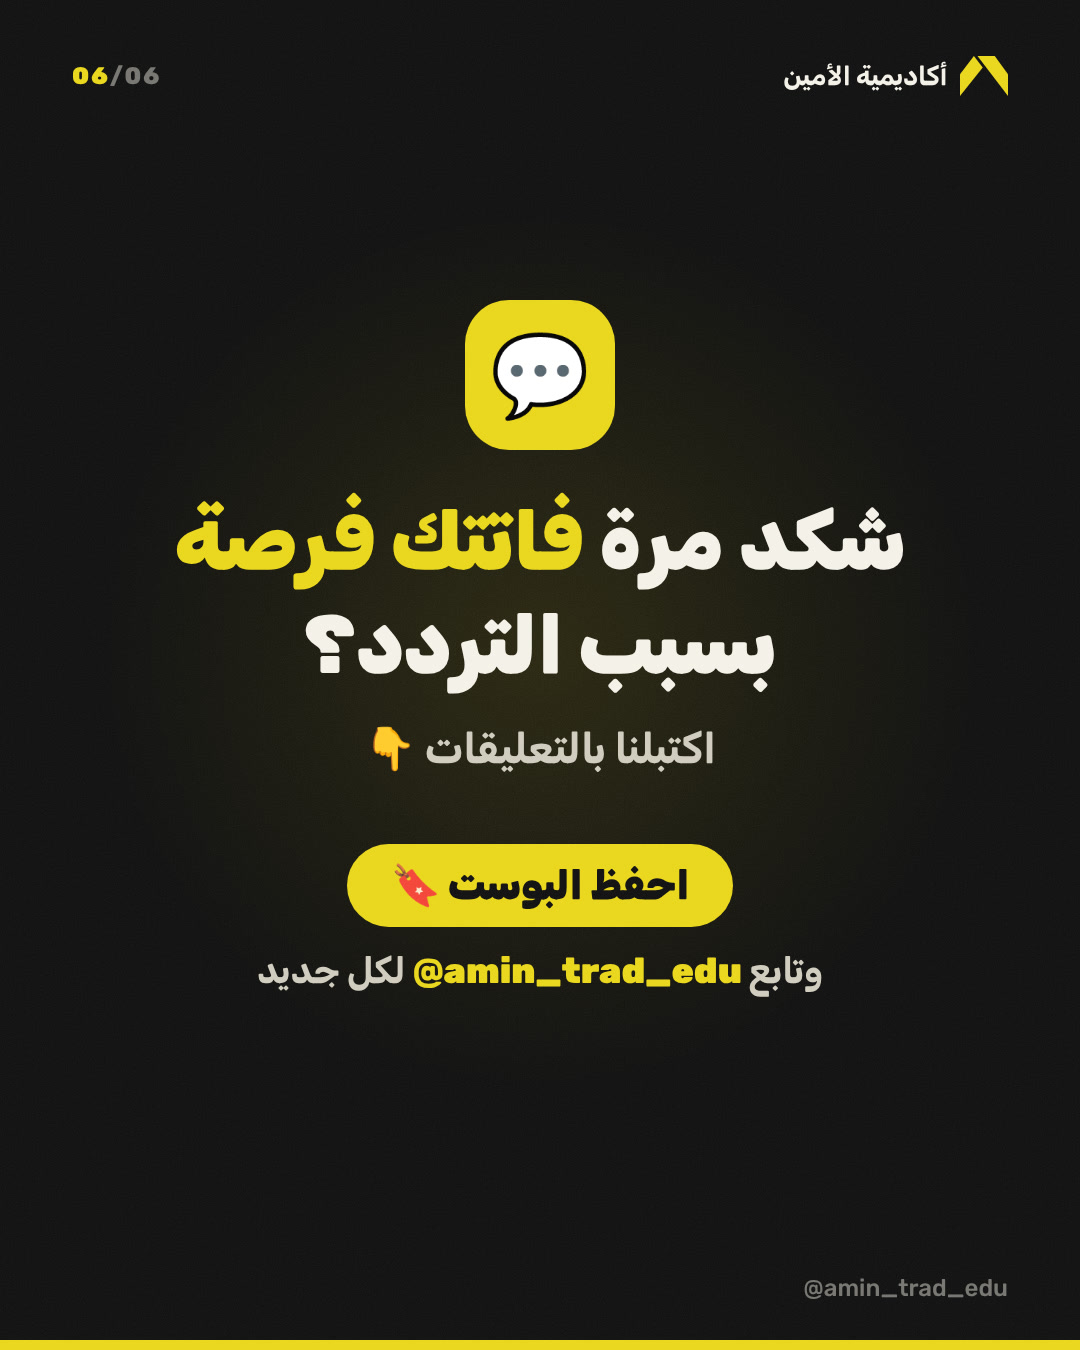 أكاديمية الأمين
06/06
شكد مرة فاتتك فرصة
بسبب التردد؟
اكتبلنا بالتعليقات 👇
احفظ البوست 🔖
وتابع @amin_trad_edu لكل جديد
@amin_trad_edu